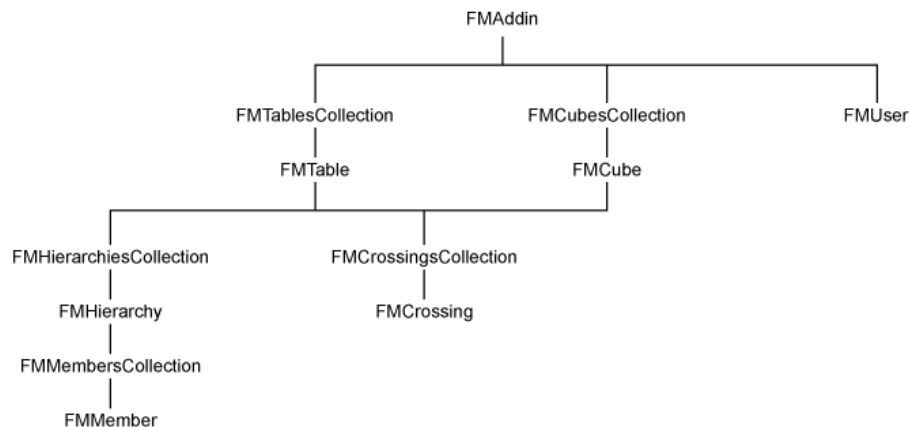 FMAddin
FMTablesCollection
FMCubesCollection
FMUser
FMTable
FMCube
FMHierarchiesCollection
FMCrossingsCollection
FMHierarchy
FMCrossing
FMMembersCollection
FMMember